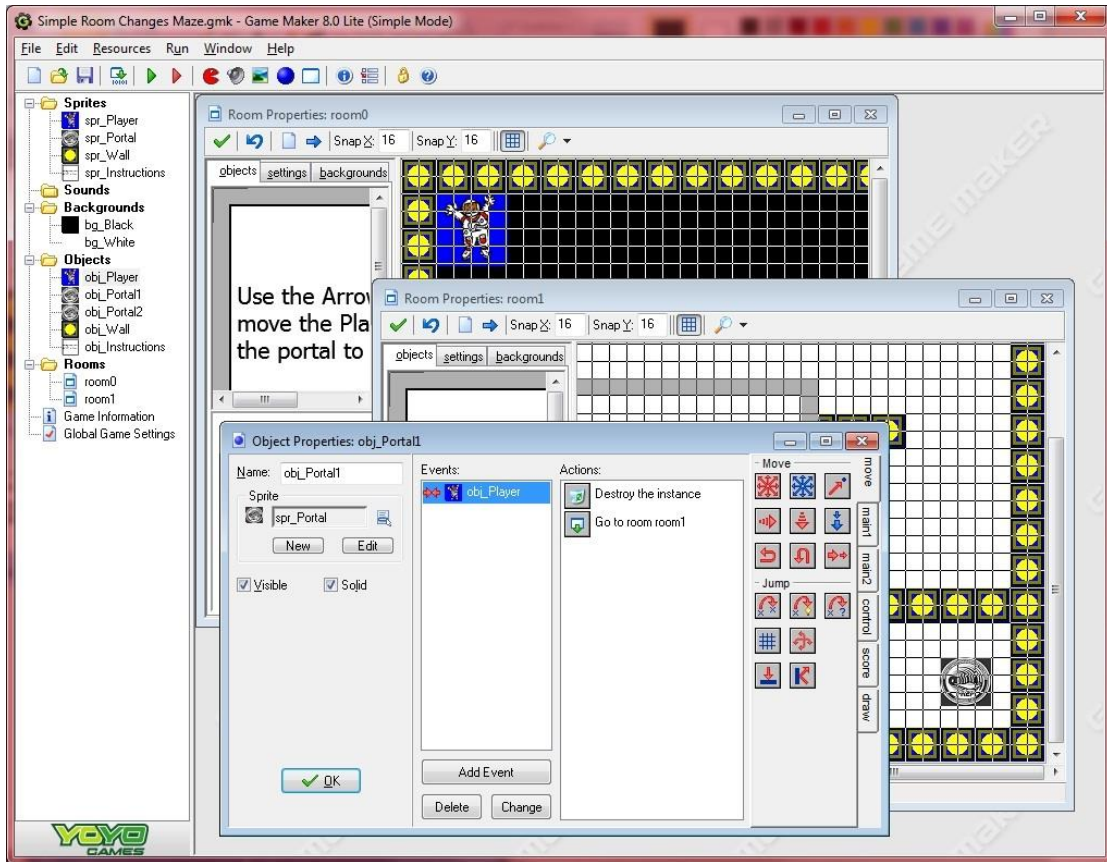 Simple Room Changes Maze.gmk - Game Maker 8.0 Lite (Simple Mode)
File Edit Resources Run Window Help
Sprites
spr_Player
spr_Portal
spr_Wall
spr_Instructions
Sounds
Backgrounds
bg_Black
bg_White
Objects
obj_Player
obj_Portal1
obj_Portal2
obj_Wall
obj_Instructions
Rooms
room0
room1
Game Information
Global Game Settings
YOYO
GAMES
Room Properties: room0
Snap X: 16 Snap Y: 16
objects settings backgrounds
Use the Arro
move the Pla
the portal to
Room Properties: room1
Snap X: 16 Snap Y: 16
objects settings backgrounds
Object Properties: obj_Portal1
Name: obj_Portal1
Sprite
spr_Portal
New Edit
Visible Solid
OK
Events:
obj_Player
Add Event
Delete Change
Actions:
Destroy the instance
Go to room room1
Move
Jump
move
main1
main2
control
score
draw
GAME MAKER